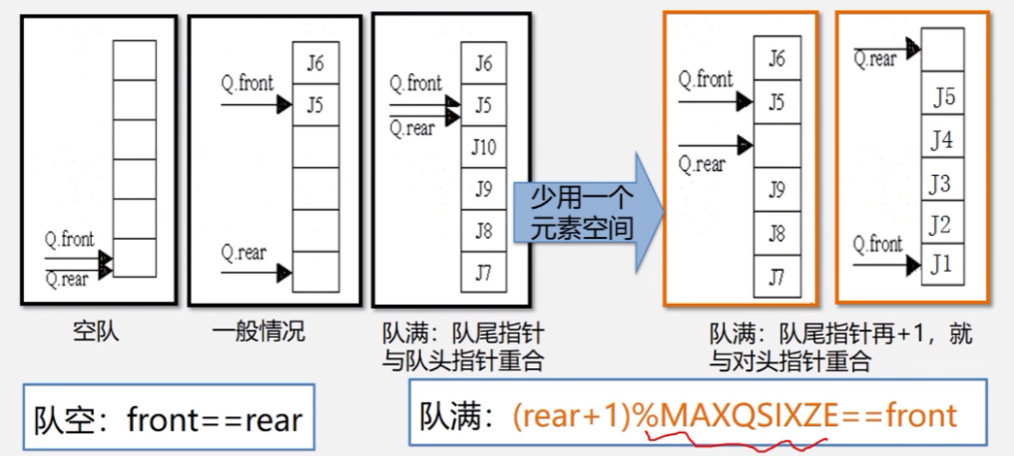 J6
Q.front
J5
Q.front
Q.rear
空队
Q.rear
一般情况
J6
Q.front
J5
Q.rear
J10
J9
J8
J7
队满：队尾指针
与队头指针重合
少用一个
元素空间
J6
Q.front
J5
Q.rear
J9
J8
J7
Q.rear
J5
J4
J3
J2
Q.front
J1
队满：队尾指针再+1，就
与对头指针重合
队空：front==rear
队满：(rear+1)%MAXQSIXZE==front